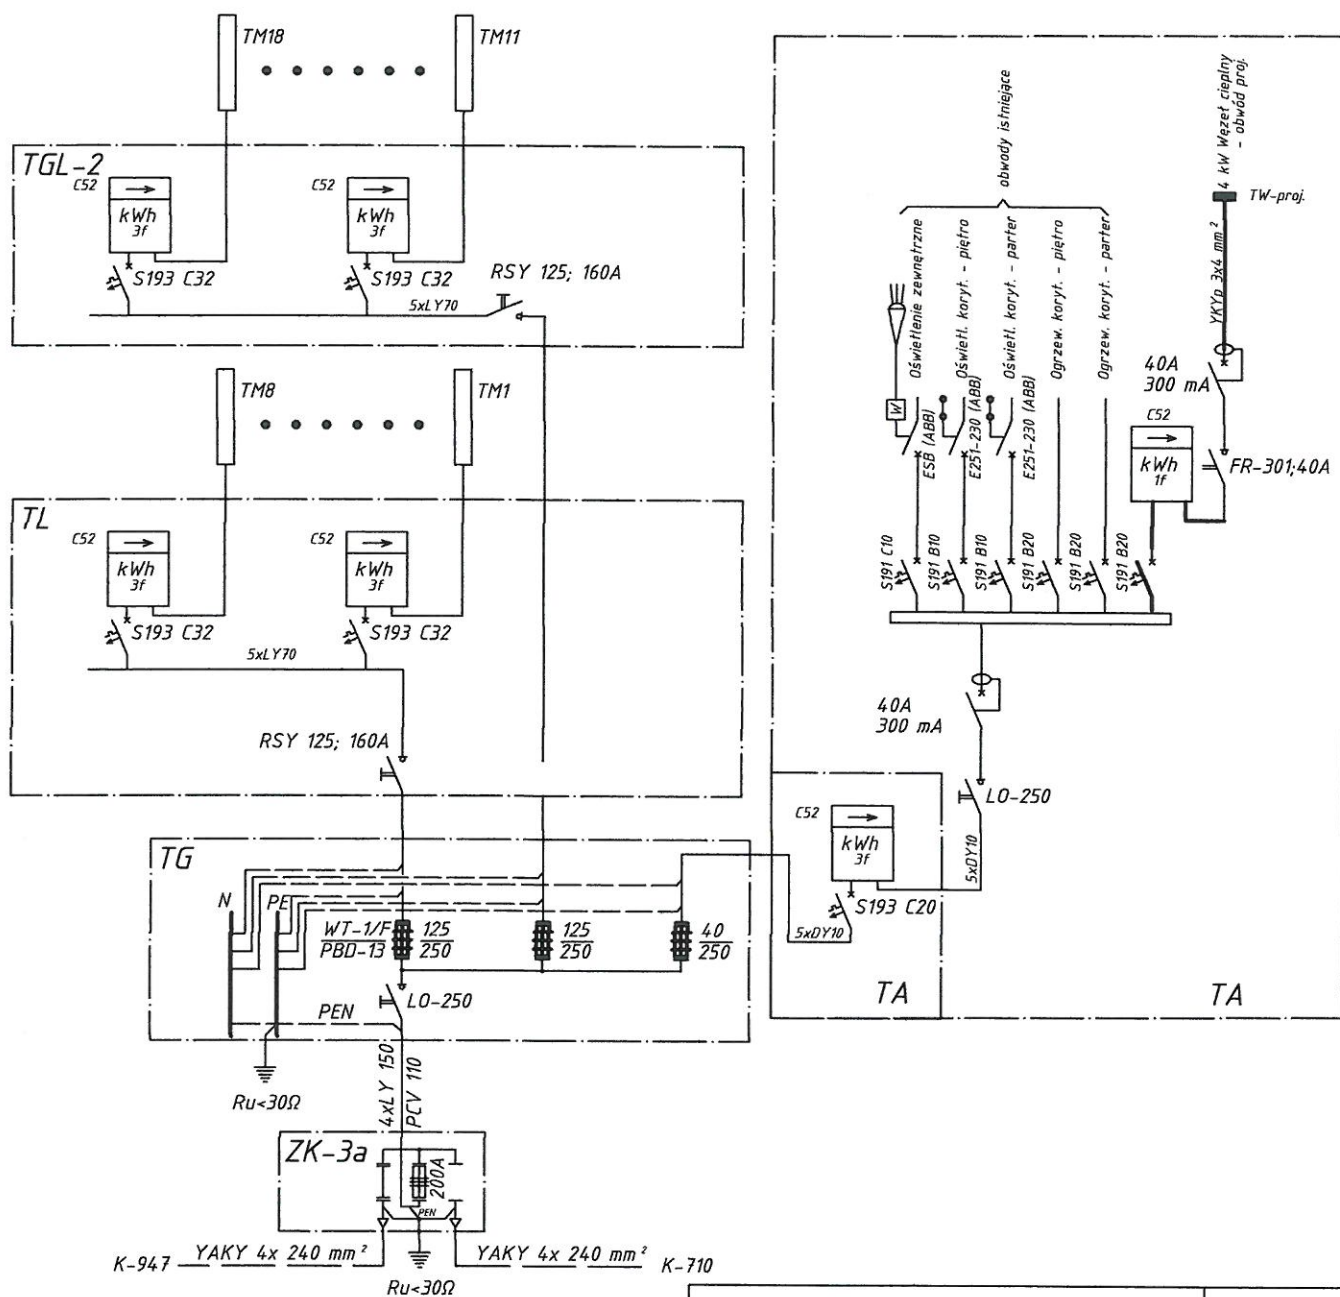 TM18
TM11
TGL-2
C52
kWh
3f
S193 C32
C52
kWh
3f
S193 C32
RSY 125; 160A
5xLY70
TM8
TM1
TL
C52
kWh
3f
S193 C32
C52
kWh
3f
S193 C32
5xLY70
RSY 125; 160A
TG
N
PE
WT-1/F
PBD-13
125
250
125
250
40
250
LO-250
PEN
Ru<30Ω
4xLY 150
PCV 110
ZK-3a
200A
PEN
K-947
YAKY 4x 240 mm²
YAKY 4x 240 mm²
K-710
Ru<30Ω
obwody istniejące
Oświetlenie zewnętrzne
Oświetl. koryt. - piętro
Oświetl. koryt. - parter
Ogrzew. koryt. - piętro
Ogrzew. koryt. - parter
4 kW Węzeł cieplny
- obwód proj.
TW-proj.
YKYp 3x4 mm²
40A
300 mA
W
ESB (ABB)
E251-230 (ABB)
E251-230 (ABB)
C52
kWh
1f
FR-301;40A
S191 C10
S191 B10
S191 B10
S191 B20
S191 B20
S191 B20
40A
300 mA
LO-250
5xDY10
C52
kWh
3f
S193 C20
5xDY10
TA
TA